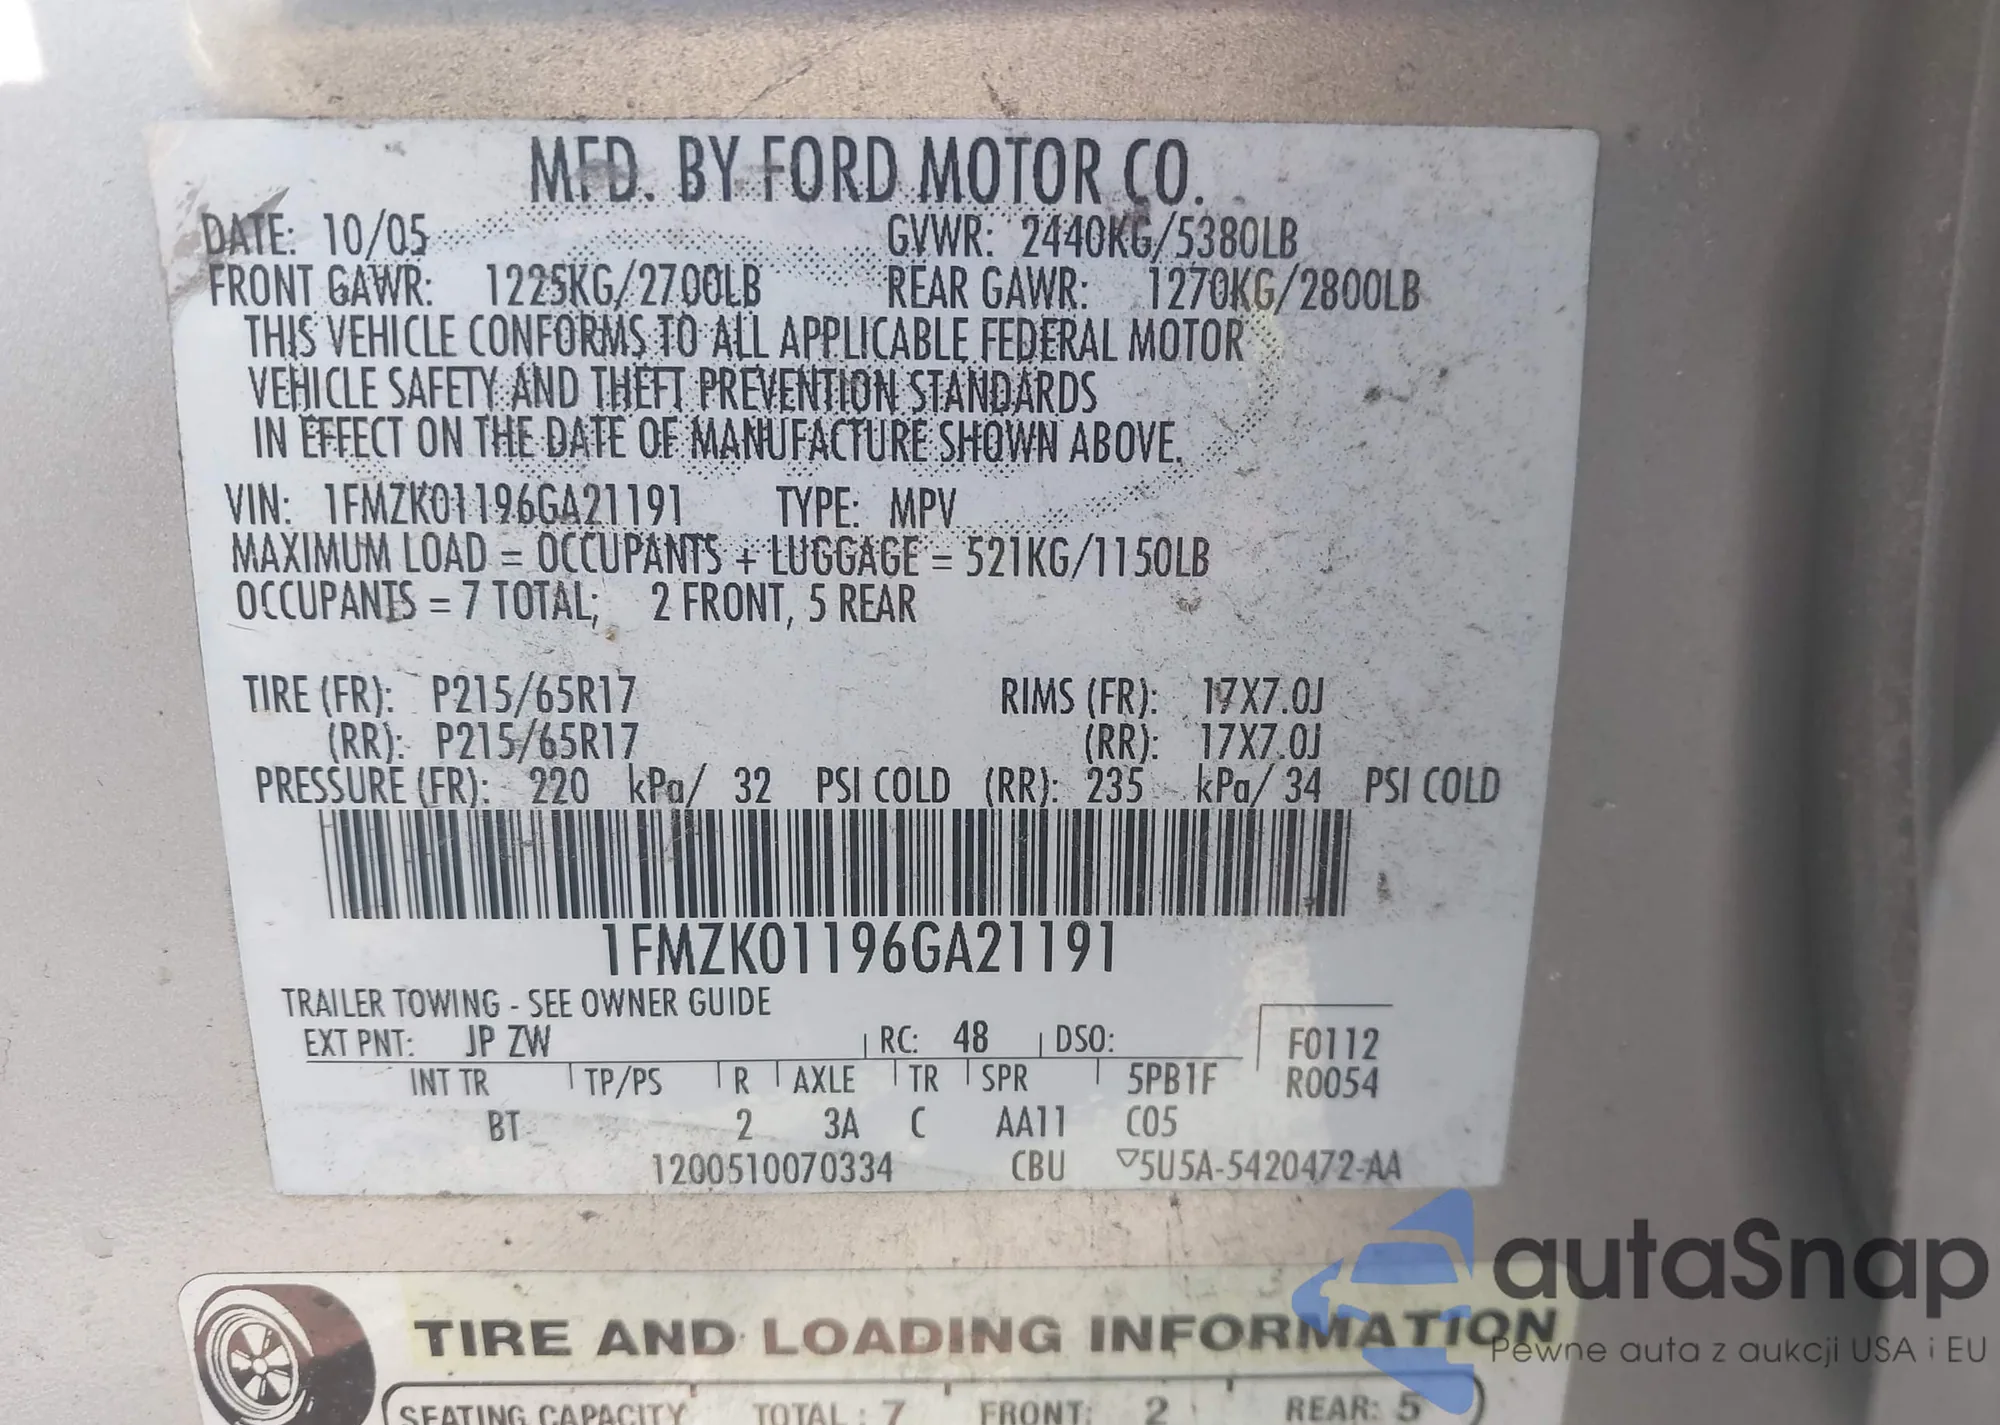 MFD. BY FORD MOTOR CO.
DATE: 10/05 GVWR: 2440KG/5380LB
FRONT GAWR: 1225KG/2700LB REAR GAWR: 1270KG/2800LB
THIS VEHICLE CONFORMS TO ALL APPLICABLE FEDERAL MOTOR
VEHICLE SAFETY AND THEFT PREVENTION STANDARDS
IN EFFECT ON THE DATE OF MANUFACTURE SHOWN ABOVE.
VIN: 1FMZK01196GA21191 TYPE: MPV
MAXIMUM LOAD = OCCUPANTS + LUGGAGE = 521KG/1150LB
OCCUPANTS = 7 TOTAL; 2 FRONT, 5 REAR
TIRE (FR): P215/65R17 RIMS (FR): 17X7.0J
(RR): P215/65R17 (RR): 17X7.0J
PRESSURE (FR): 220 kPa/ 32 PSI COLD (RR): 235 kPa/ 34 PSI COLD
1FMZK01196GA21191
TRAILER TOWING - SEE OWNER GUIDE
EXT PNT: JP ZW RC: 48 DSO: F0112
INT TR TP/PS R AXLE TR SPR 5PB1F R0054
BT 2 3A C AA11 C05
1200510070334 CBU ▽5U5A-5420472-AA
autaSnap
TIRE AND LOADING INFORMATION
Pewne auta z aukcji USA i EU
SEATING CAPACITY TOTAL: 7 FRONT: 2 REAR: 5